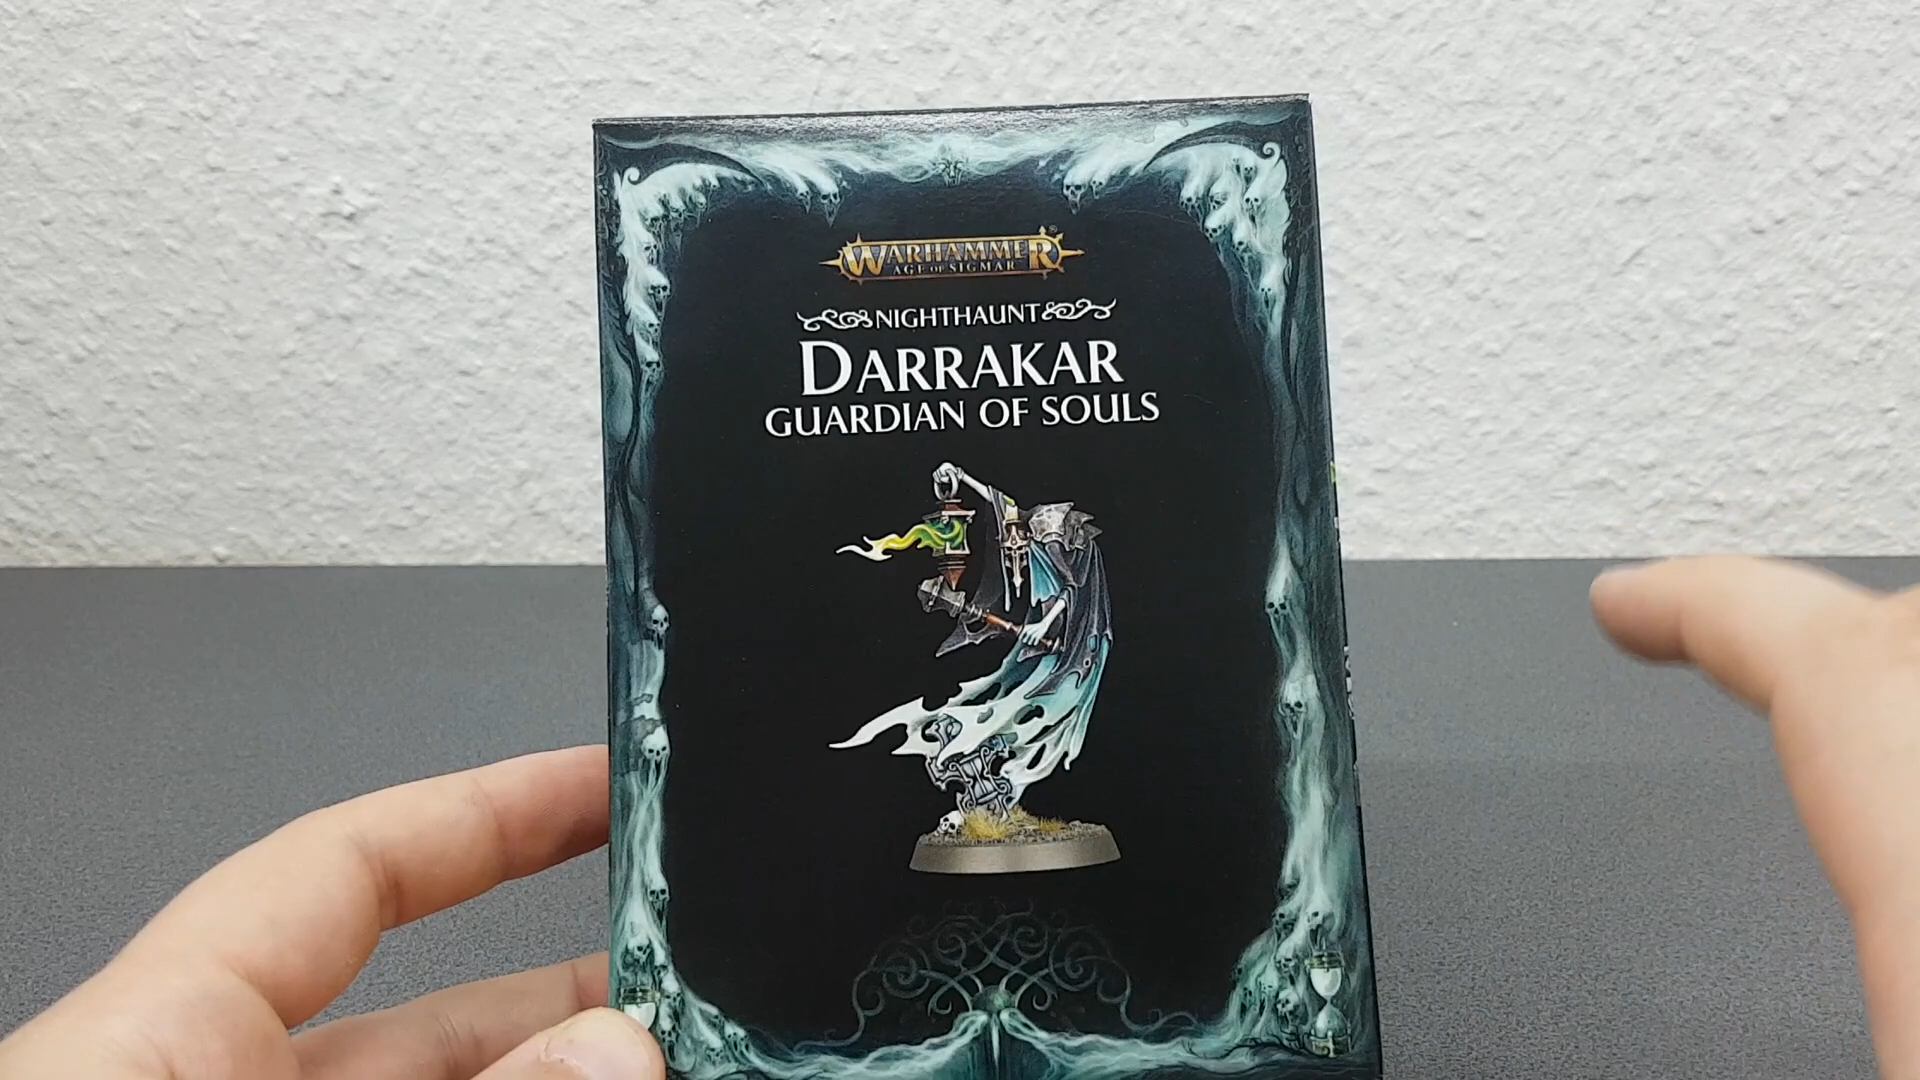 WARHAMMER
AGE OF SIGMAR
NIGHTHAUNT
DARRAKAR
GUARDIAN OF SOULS